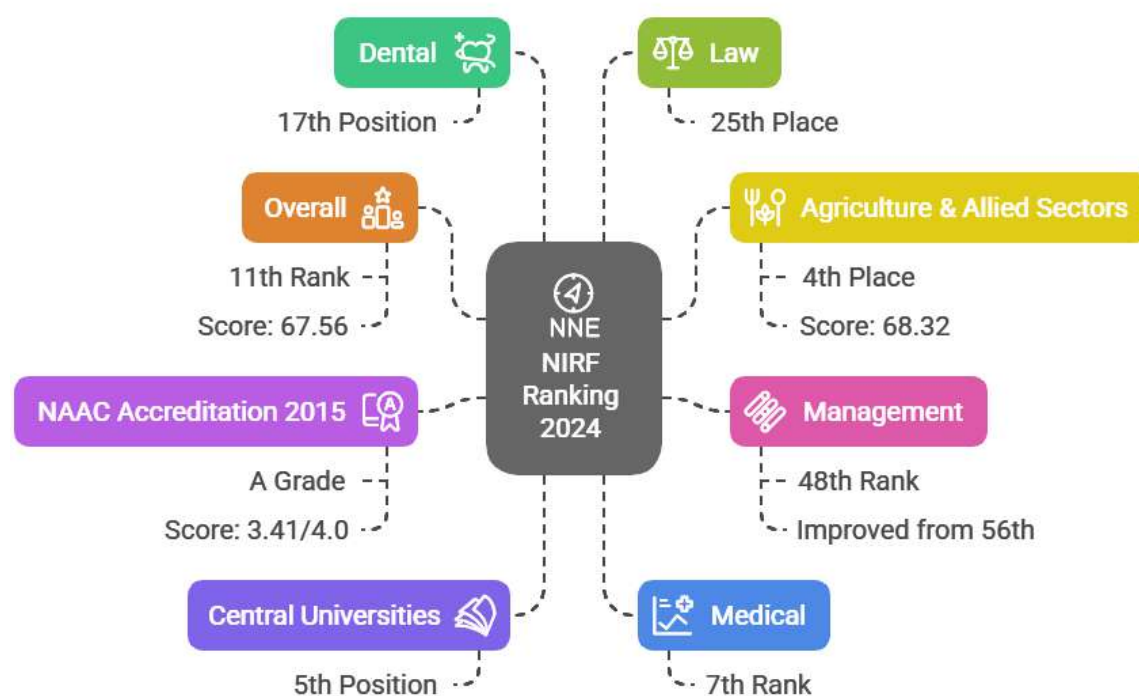 Dental
17th Position
Law
25th Place
Overall
11th Rank
Score: 67.56
Agriculture & Allied Sectors
4th Place
Score: 68.32
NNE
NIRF
Ranking
2024
NAAC Accreditation 2015
A
A Grade
Score: 3.41/4.0
Management
48th Rank
Improved from 56th
Central Universities
5th Position
Medical
7th Rank